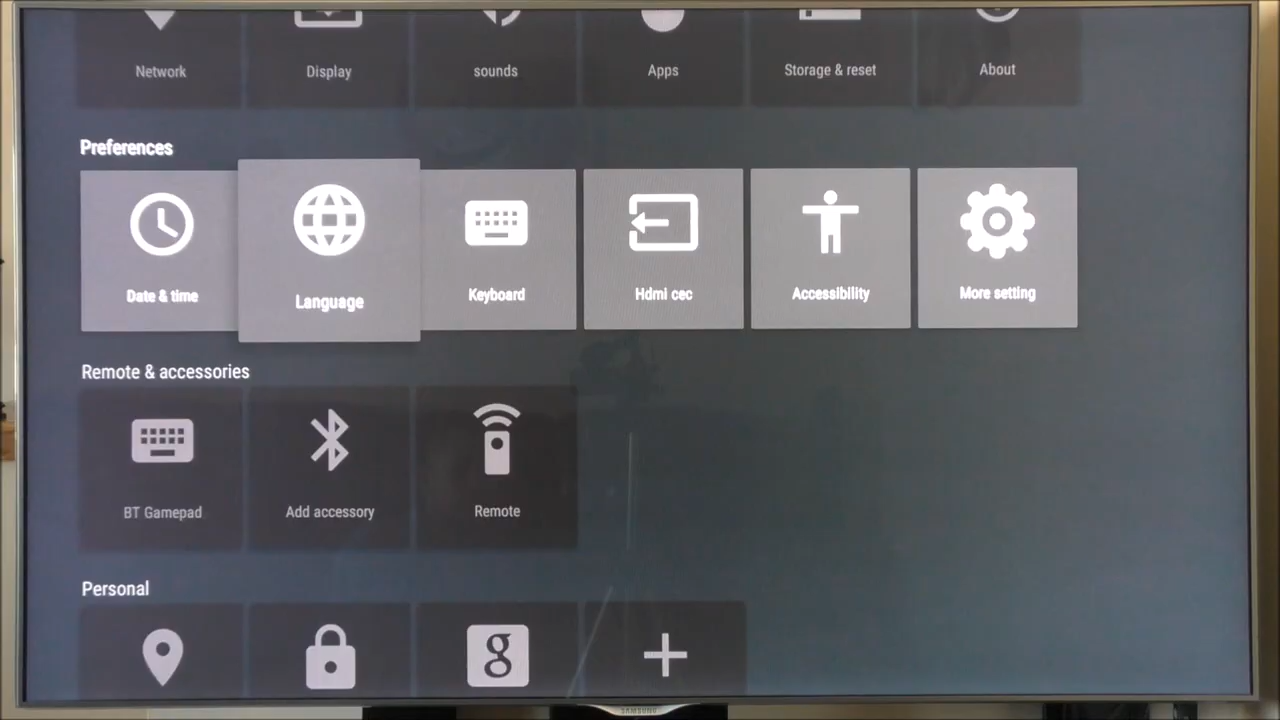 Network Display sounds Apps Storage & reset About
Preferences
Date & time Language Keyboard Hdmi cec Accessibility More setting
Remote & accessories
BT Gamepad Add accessory Remote
Personal
g
SAMSUNG